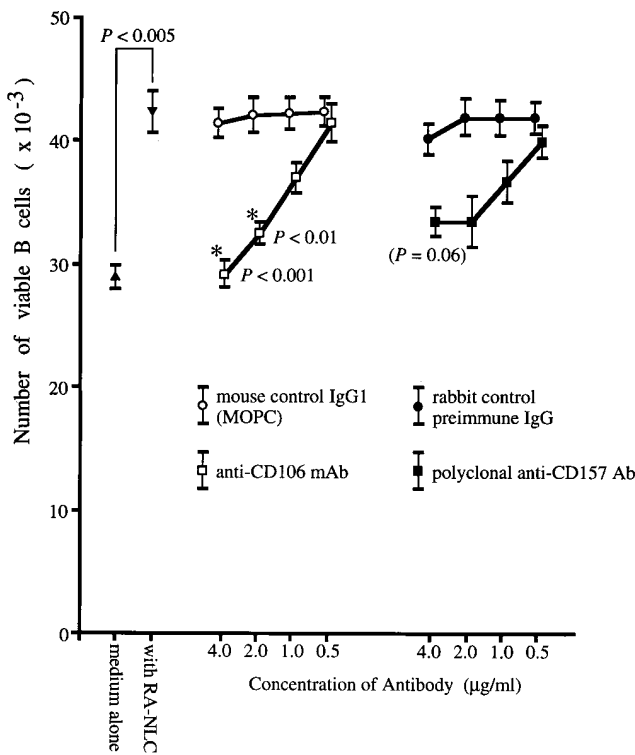 50
40
30
20
10
0
Number of viable B cells ( x 10-3)
P < 0.005
*
*
P < 0.01
P < 0.001
(P = 0.06)
mouse control IgG1
(MOPC)
anti-CD106 mAb
rabbit control
preimmune IgG
polyclonal anti-CD157 Ab
medium alone
with RA-NLC
4.0 2.0 1.0 0.5
4.0 2.0 1.0 0.5
Concentration of Antibody (µg/ml)